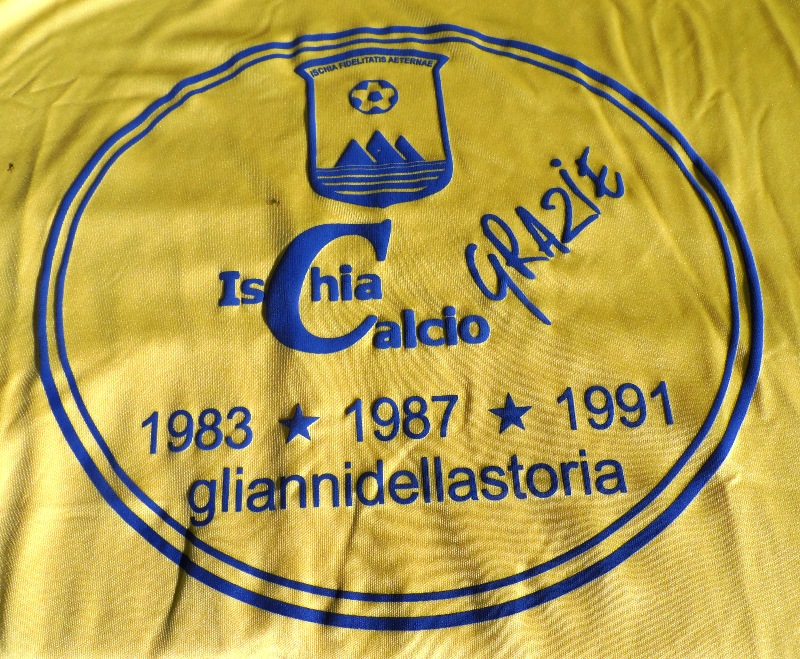 ISCHIA FIDELITATIS AETERNAE
GRAZIE
IsChia
Calcio
1983 ★ 1987 ★ 1991
gliannidellastoria